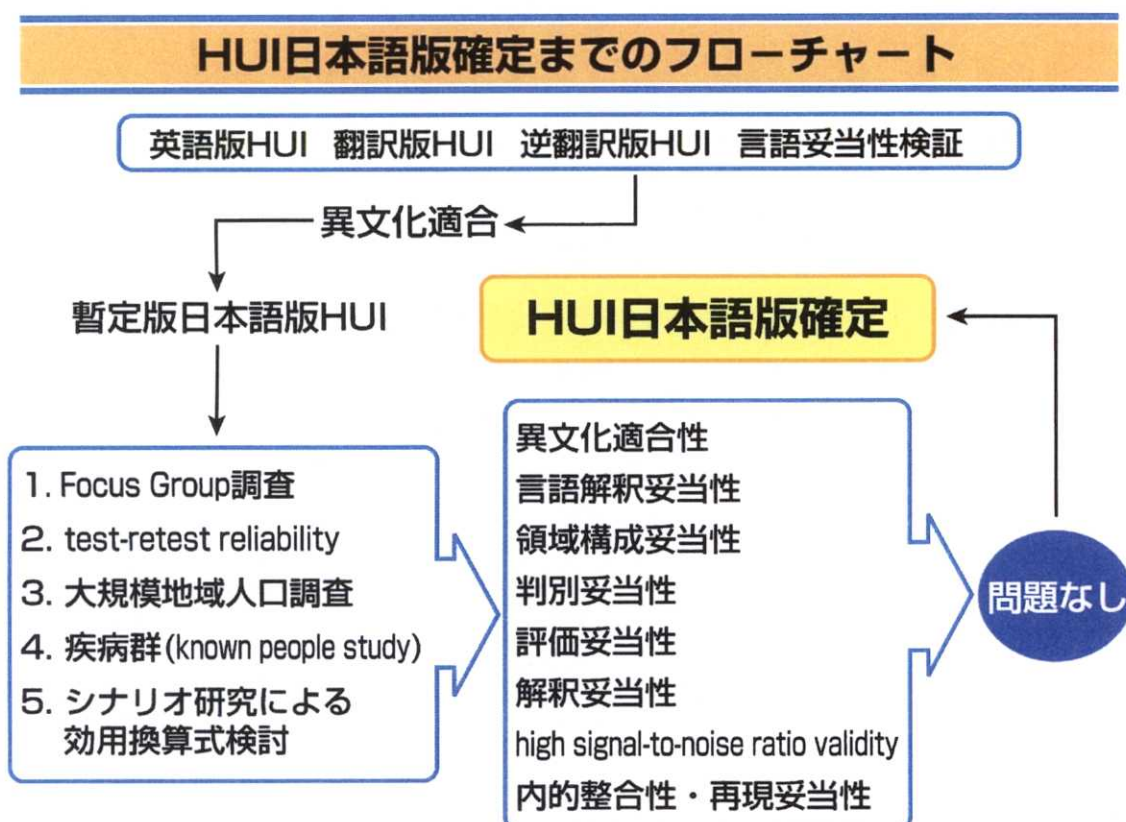 HUI日本語版確定までのフローチャート
英語版HUI 翻訳版HUI 逆翻訳版HUI 言語妥当性検証
異文化適合
暫定版日本語版HUI
HUI日本語版確定
1. Focus Group調査
2. test-retest reliability
3. 大規模地域人口調査
4. 疾病群(known people study)
5. シナリオ研究による
効用換算式検討
異文化適合性
言語解釈妥当性
領域構成妥当性
判別妥当性
評価妥当性
解釈妥当性
high signal-to-noise ratio validity
内的整合性・再現妥当性
問題なし